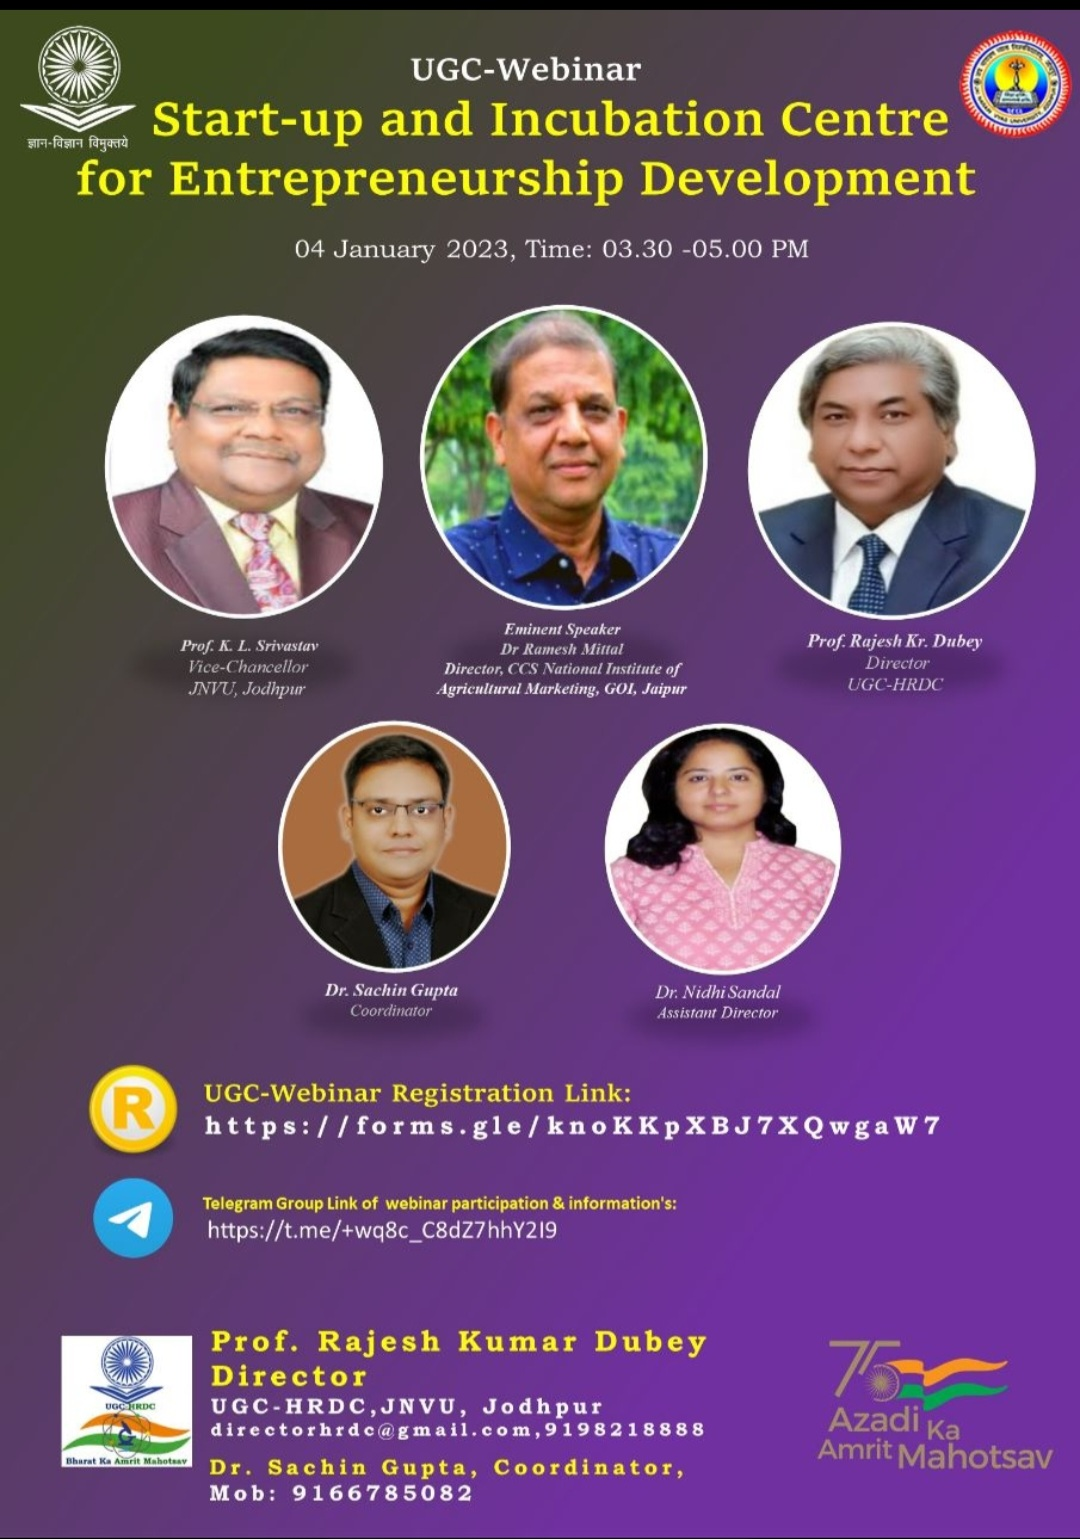 UGC-Webinar
Start-up and Incubation Centre
for Entrepreneurship Development
ज्ञान-विज्ञान विमुक्तये
04 January 2023, Time: 03.30 -05.00 PM
Prof. K. L. Srivastav
Vice-Chancellor
JNVU, Jodhpur
Eminent Speaker
Dr Ramesh Mittal
Director, CCS National Institute of
Agricultural Marketing, GOI, Jaipur
Prof. Rajesh Kr. Dubey
Director
UGC-HRDC
Dr. Sachin Gupta
Coordinator
Dr. Nidhi Sandal
Assistant Director
R
UGC-Webinar Registration Link:
https://forms.gle/knoKKpXBJ7XQwgaW7
Telegram Group Link of webinar participation & information's:
https://t.me/+wq8c_C8dZ7hhY2I9
UGC-HRDC
Bharat Ka Amrit Mahotsav
Prof. Rajesh Kumar Dubey
Director
UGC-HRDC,JNVU, Jodhpur
directorhrdc@gmail.com,9198218888
Dr. Sachin Gupta, Coordinator,
Mob: 9166785082
75
Azadi Ka
Amrit Mahotsav